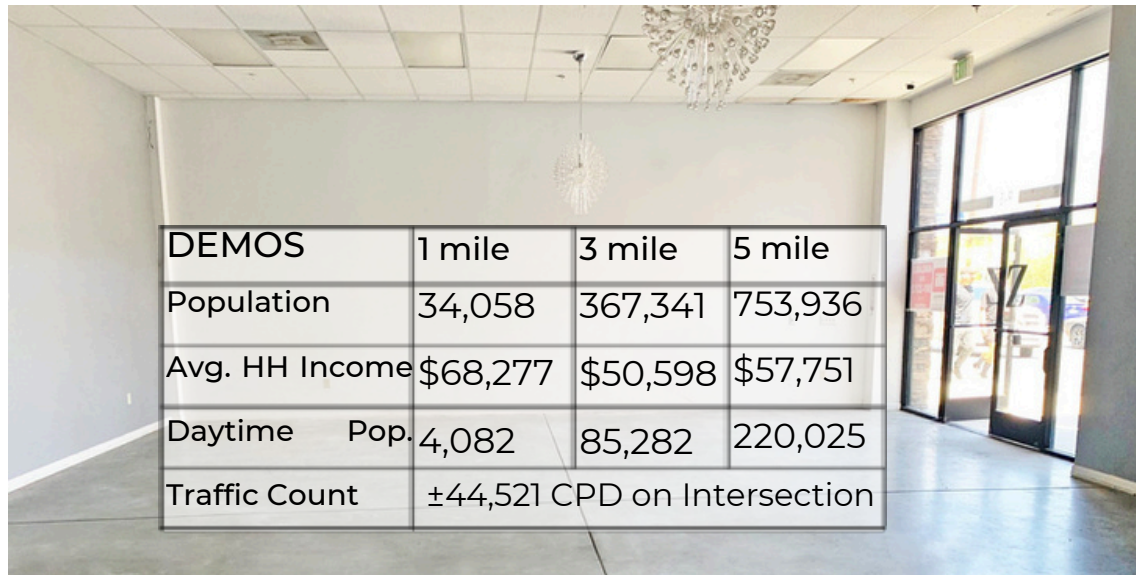 DEMOS 1 mile 3 mile 5 mile
Population 34,058 367,341 753,936
Avg. HH Income $68,277 $50,598 $57,751
Daytime Pop. 4,082 85,282 220,025
Traffic Count ±44,521 CPD on Intersection